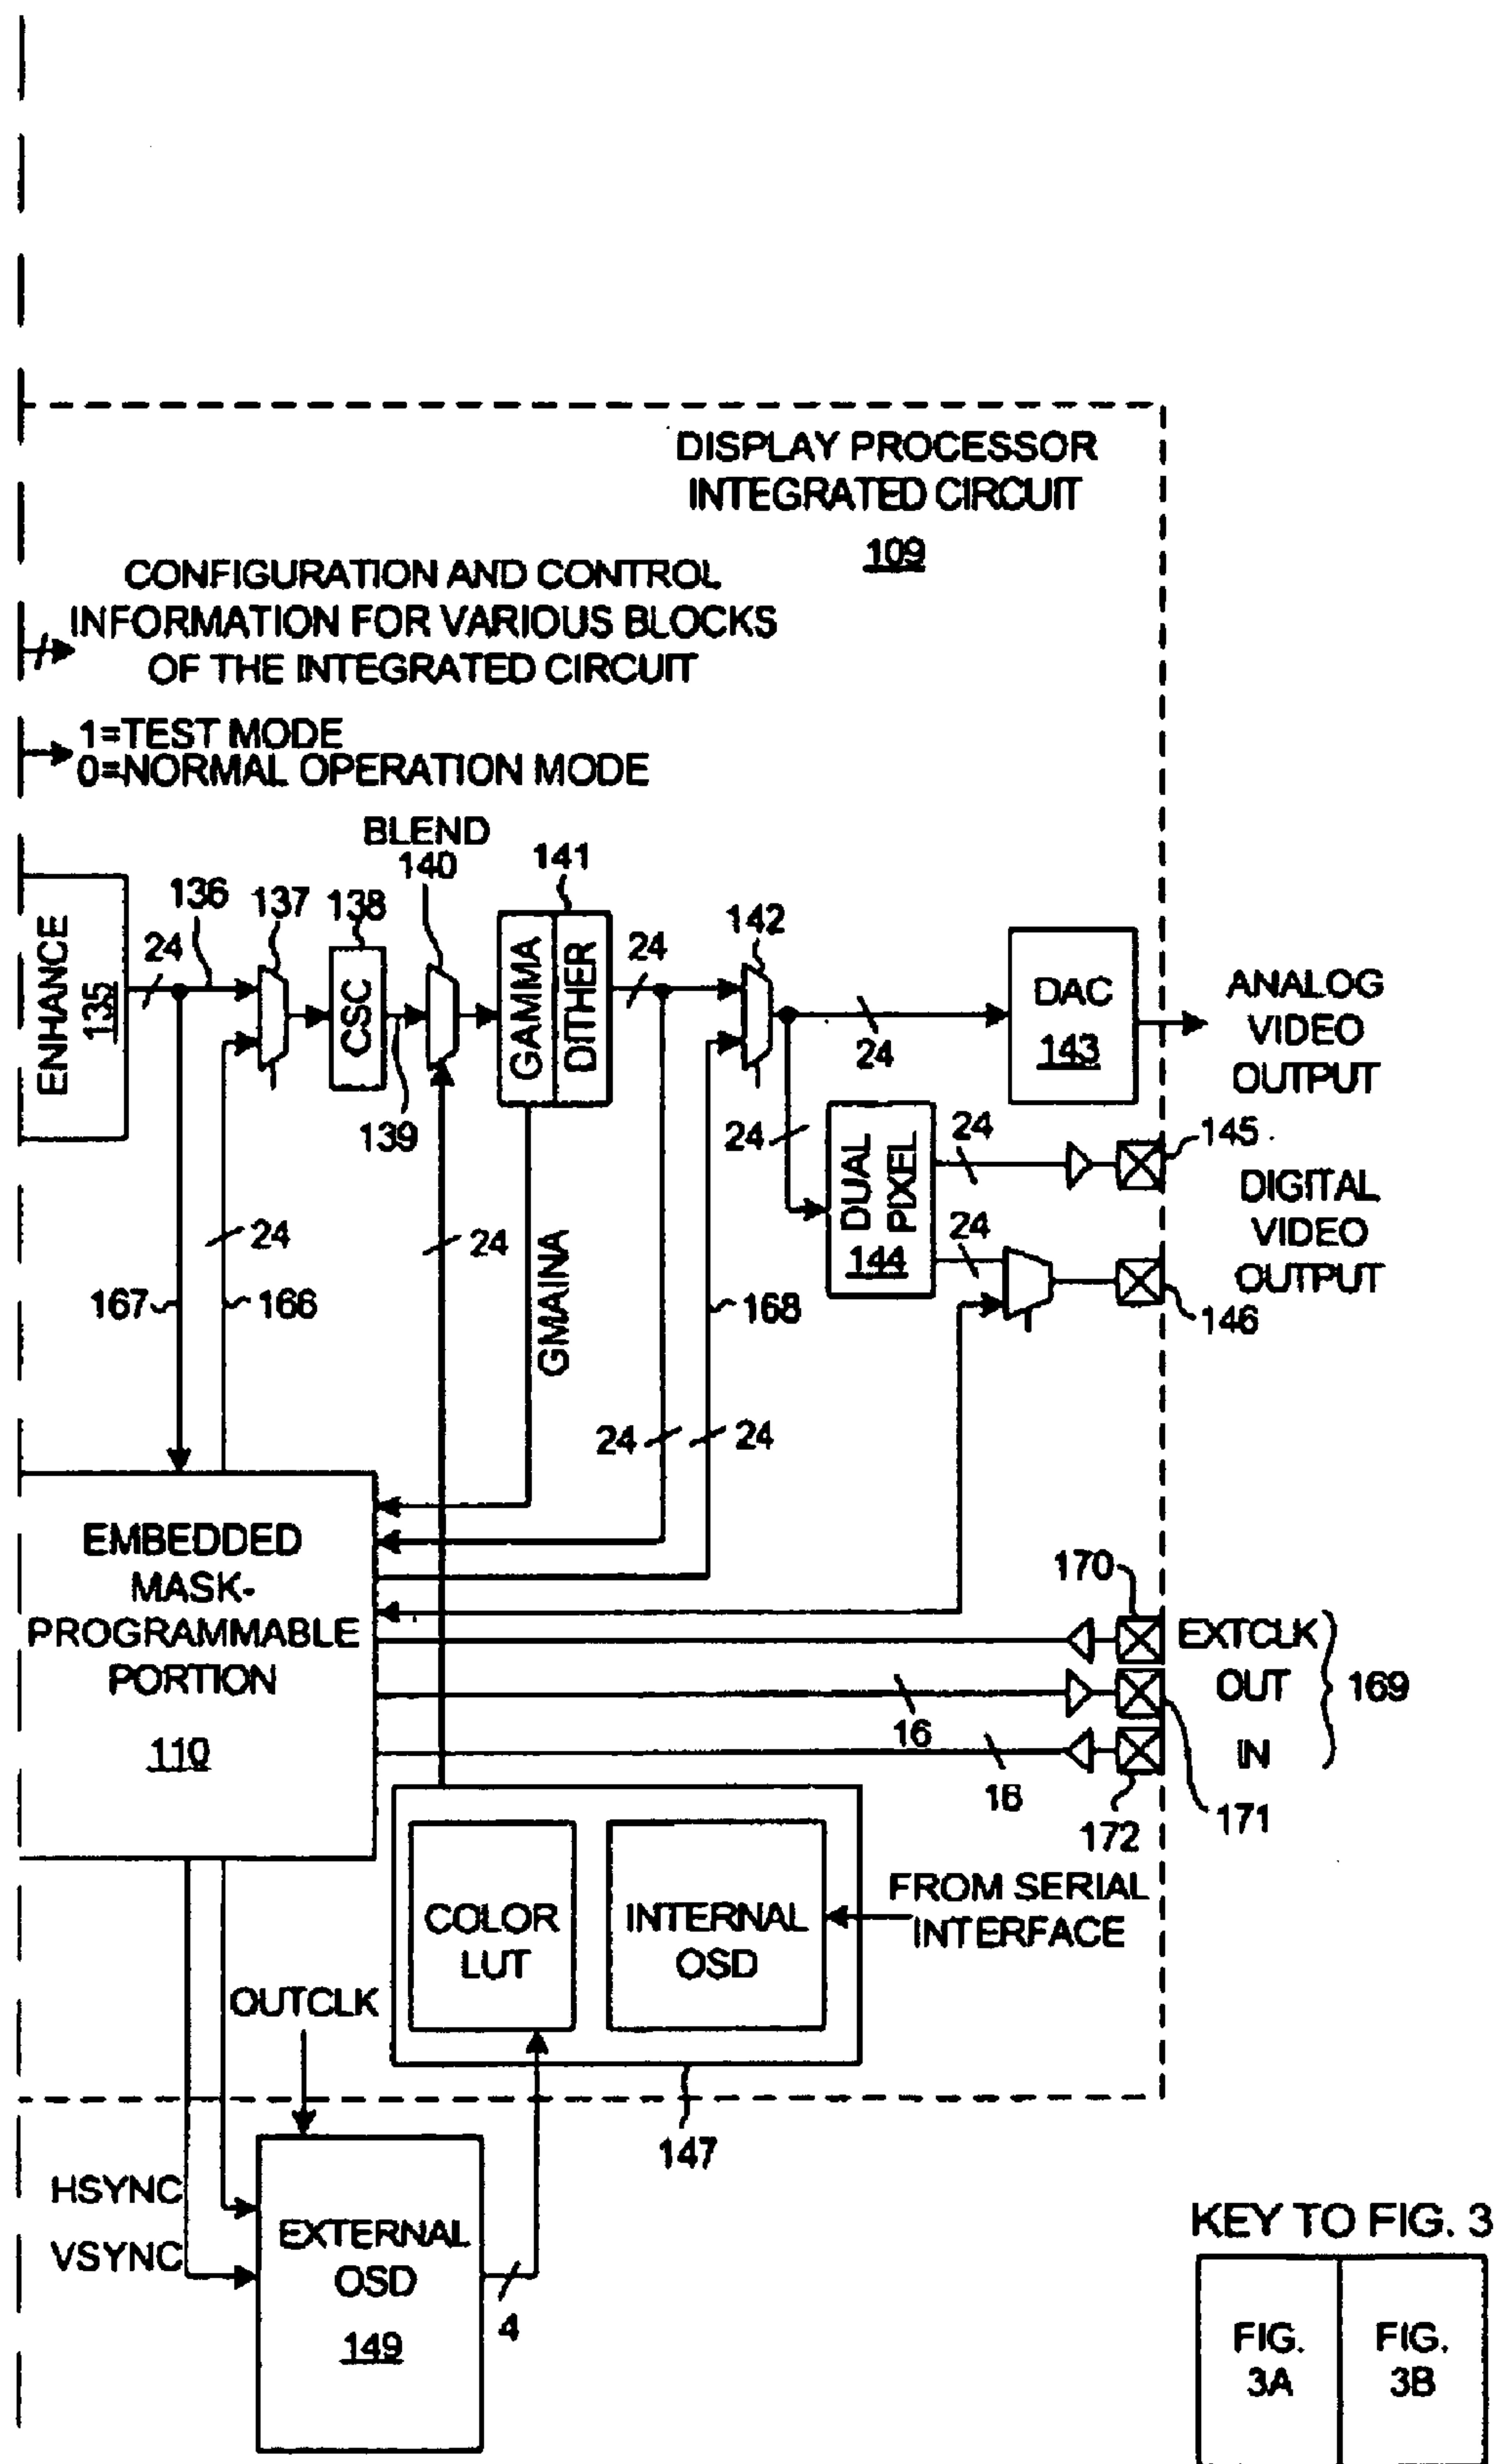 DISPLAY PROCESSOR
INTEGRATED CIRCUIT
109
CONFIGURATION AND CONTROL
INFORMATION FOR VARIOUS BLOCKS
OF THE INTEGRATED CIRCUIT
1=TEST MODE
0=NORMAL OPERATION MODE
BLEND
140
141
136
137
138
142
24
24
ENHANCE
135
CSC
GAMMA
DITHER
DAC
143
ANALOG
VIDEO
OUTPUT
24
139
24
24
145
DUAL
PIXEL
144
DIGITAL
VIDEO
OUTPUT
24
24
24
167
166
GMAINA
168
146
24
24
EMBEDDED
MASK-
PROGRAMMABLE
PORTION
110
170
EXTCLK
OUT
IN
169
16
16
171
172
COLOR
LUT
INTERNAL
OSD
FROM SERIAL
INTERFACE
OUTCLK
147
HSYNC
VSYNC
EXTERNAL
OSD
149
4
KEY TO FIG. 3
FIG.
3A
FIG.
3B